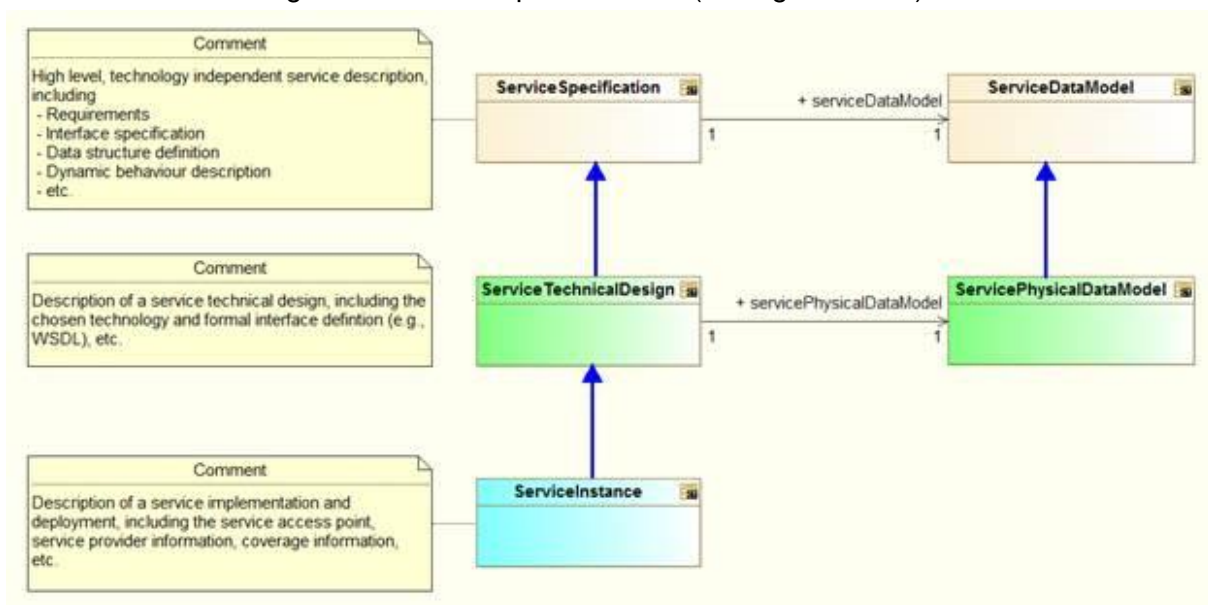 Comment
High level, technology independent service description,
including
- Requirements
- Interface specification
- Data structure definition
- Dynamic behaviour description
- etc.
ServiceSpecification
+ serviceDataModel
1
1
ServiceDataModel
Comment
Description of a service technical design, including the
chosen technology and formal interface defintion (e.g.,
WSDL), etc.
ServiceTechnicalDesign
+ servicePhysicalDataModel
1
1
ServicePhysicalDataModel
Comment
Description of a service implementation and
deployment, including the service access point,
service provider information, coverage information,
etc.
ServiceInstance